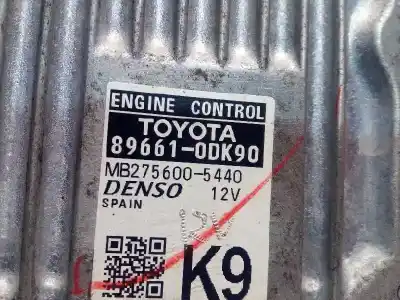 ENGINE CONTROL
TOYOTA
89661-0DK90
MB275600-5440
DENSO 12V
SPAIN
K9